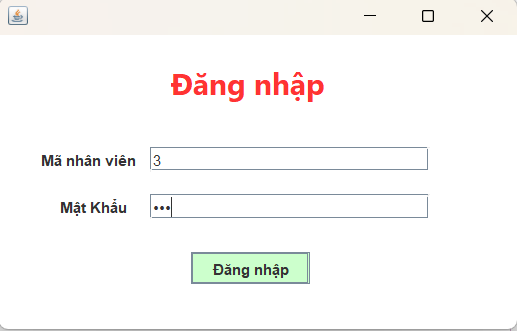 Đăng nhập
Mã nhân viên 3
Mật Khẩu •••
Đăng nhập